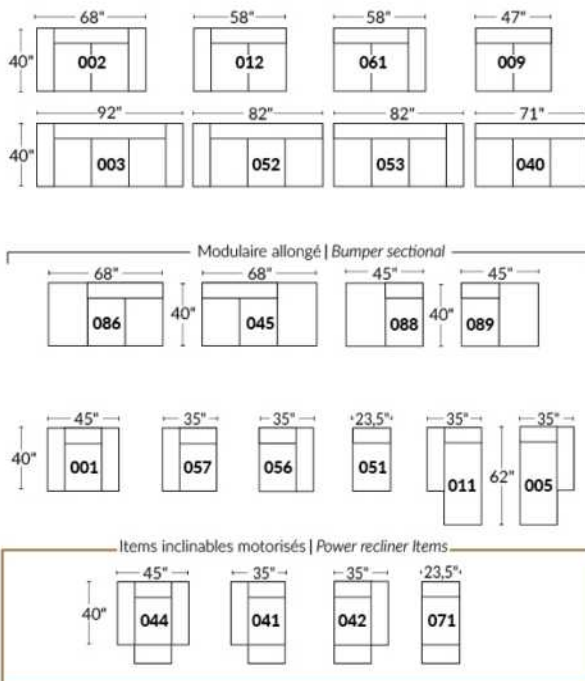 68" 58" 58" 47"
40" 002 012 061 009
92" 82" 82" 71"
40" 003 052 053 040
Modulaire allongé | Bumper sectional
68" 68" 45" 45"
086 40" 045 088 40" 089
45" 35" 35" 23,5" 35" 35"
40" 001 057 056 051 011 62" 005
Items inclinables motorisés | Power recliner Items
45" 35" 35" 23,5"
40" 044 041 042 071